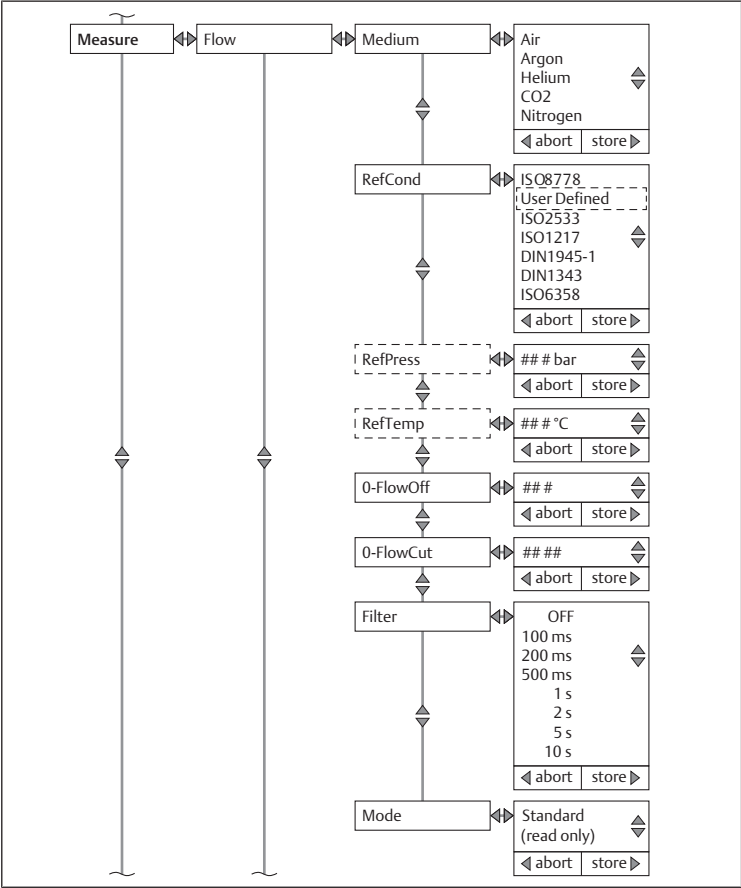 Measure
Flow
Medium
Air
Argon
Helium
CO2
Nitrogen
abort store
RefCond
ISO8778
User Defined
ISO2533
ISO1217
DIN1945-1
DIN1343
ISO6358
abort store
RefPress
### bar
abort store
RefTemp
### °C
abort store
0-FlowOff
###
abort store
0-FlowCut
####
abort store
Filter
OFF
100 ms
200 ms
500 ms
1 s
2 s
5 s
10 s
abort store
Mode
Standard
(read only)
abort store